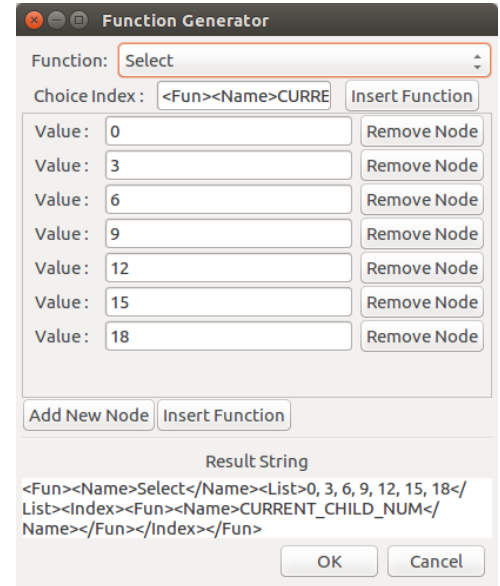 Function Generator
Function: Select
Choice Index : <Fun><Name>CURRE Insert Function
Value : 0 Remove Node
Value : 3 Remove Node
Value : 6 Remove Node
Value : 9 Remove Node
Value : 12 Remove Node
Value : 15 Remove Node
Value : 18 Remove Node
Add New Node Insert Function
Result String
<Fun><Name>Select</Name><List>0, 3, 6, 9, 12, 15, 18</
List><Index><Fun><Name>CURRENT_CHILD_NUM</
Name></Fun></Index></Fun>
OK Cancel